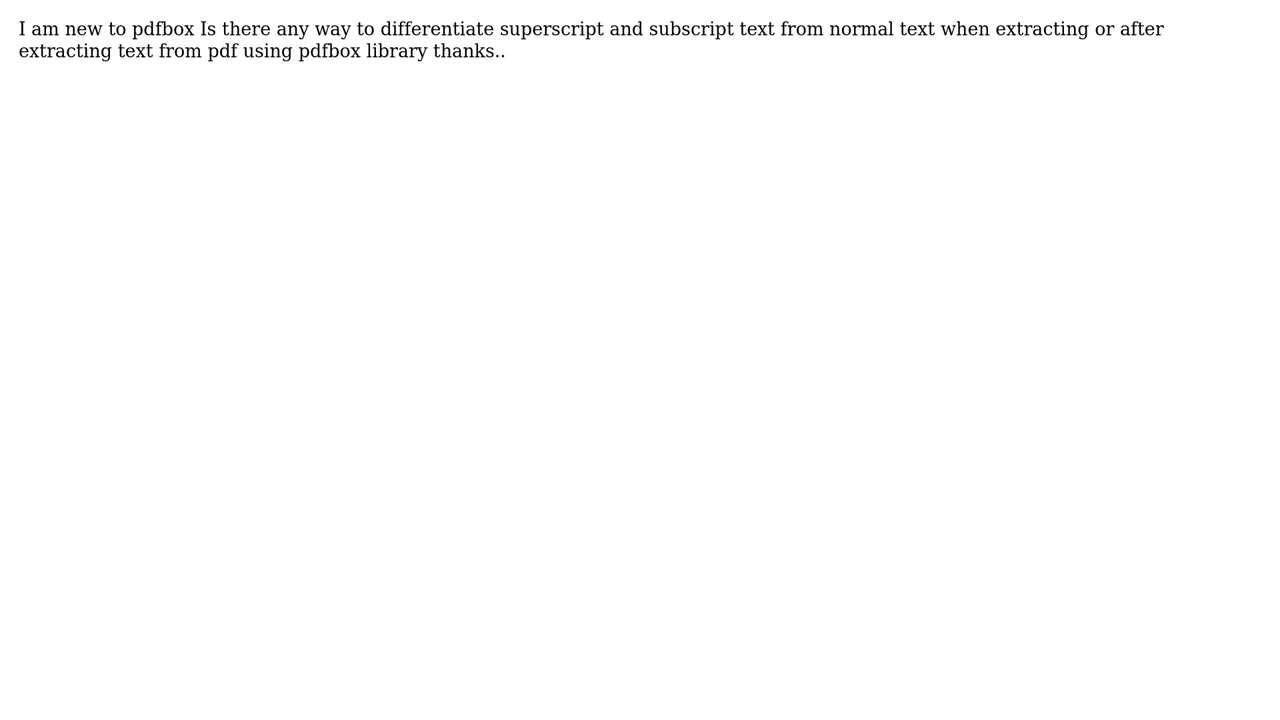 I am new to pdfbox Is there any way to differentiate superscript and subscript text from normal text when extracting or after
extracting text from pdf using pdfbox library thanks..